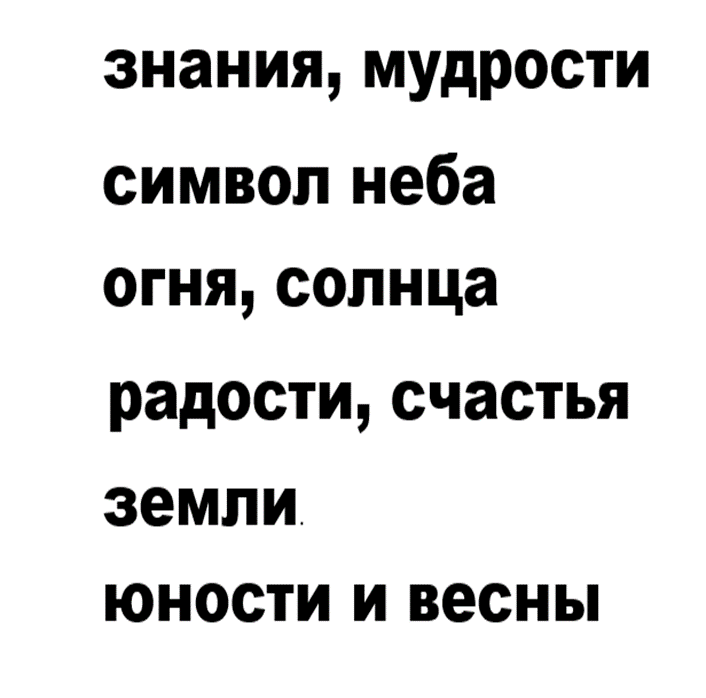 знания, мудрости
символ неба
огня, солнца
радости, счастья
земли.
юности и весны